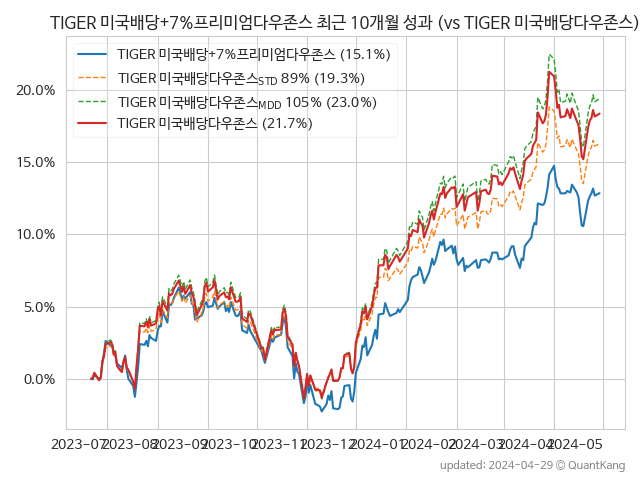 TIGER 미국배당+7%프리미엄다우존스 최근 10개월 성과 (vs TIGER 미국배당다우존스)
TIGER 미국배당+7%프리미엄다우존스 (15.1%)
TIGER 미국배당다우존스STD 89% (19.3%)
TIGER 미국배당다우존스MDD 105% (23.0%)
TIGER 미국배당다우존스 (21.7%)
20.0%
15.0%
10.0%
5.0%
0.0%
2023-07 2023-08 2023-09 2023-10 2023-11 2023-12 2024-01 2024-02 2024-03 2024-04 2024-05
updated: 2024-04-29 © QuantKang